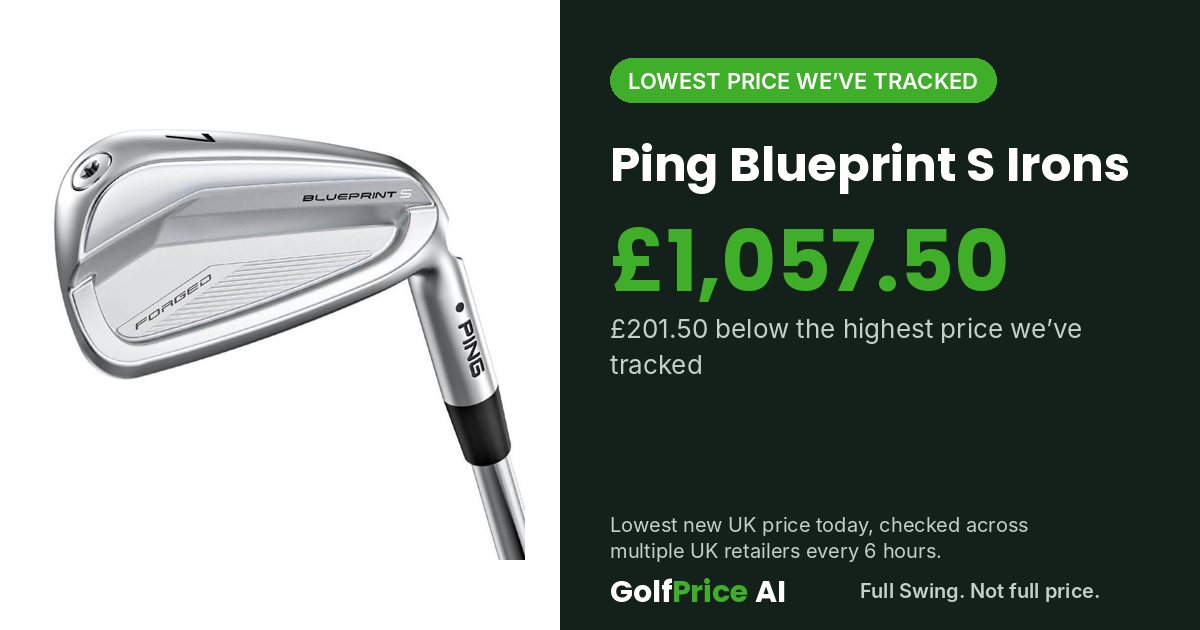 7
BLUEPRINT S
FORGED
PING
LOWEST PRICE WE’VE TRACKED
Ping Blueprint S Irons
£1,057.50
£201.50 below the highest price we’ve
tracked
Lowest new UK price today, checked across
multiple UK retailers every 6 hours.
GolfPrice AI
Full Swing. Not full price.